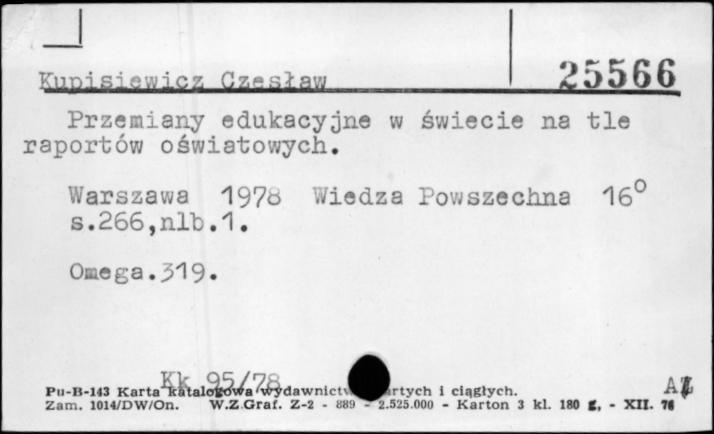 25566
Kupisiewicz Czesław
Przemiany edukacyjne w świecie na tle
raportów oświatowych.
Warszawa 1978 Wiedza Powszechna 16°
s.266,nlb.1.
Omega.319.
Kk 95/78
Pu-B-143 Karta katalogowa wydawnictw ciągłych.
Zam. 1014/DW/On. W.Z.Graf. Z-2 - 889 - 2.525.000 - Karton 3 kl. 180 g, - XII. 76